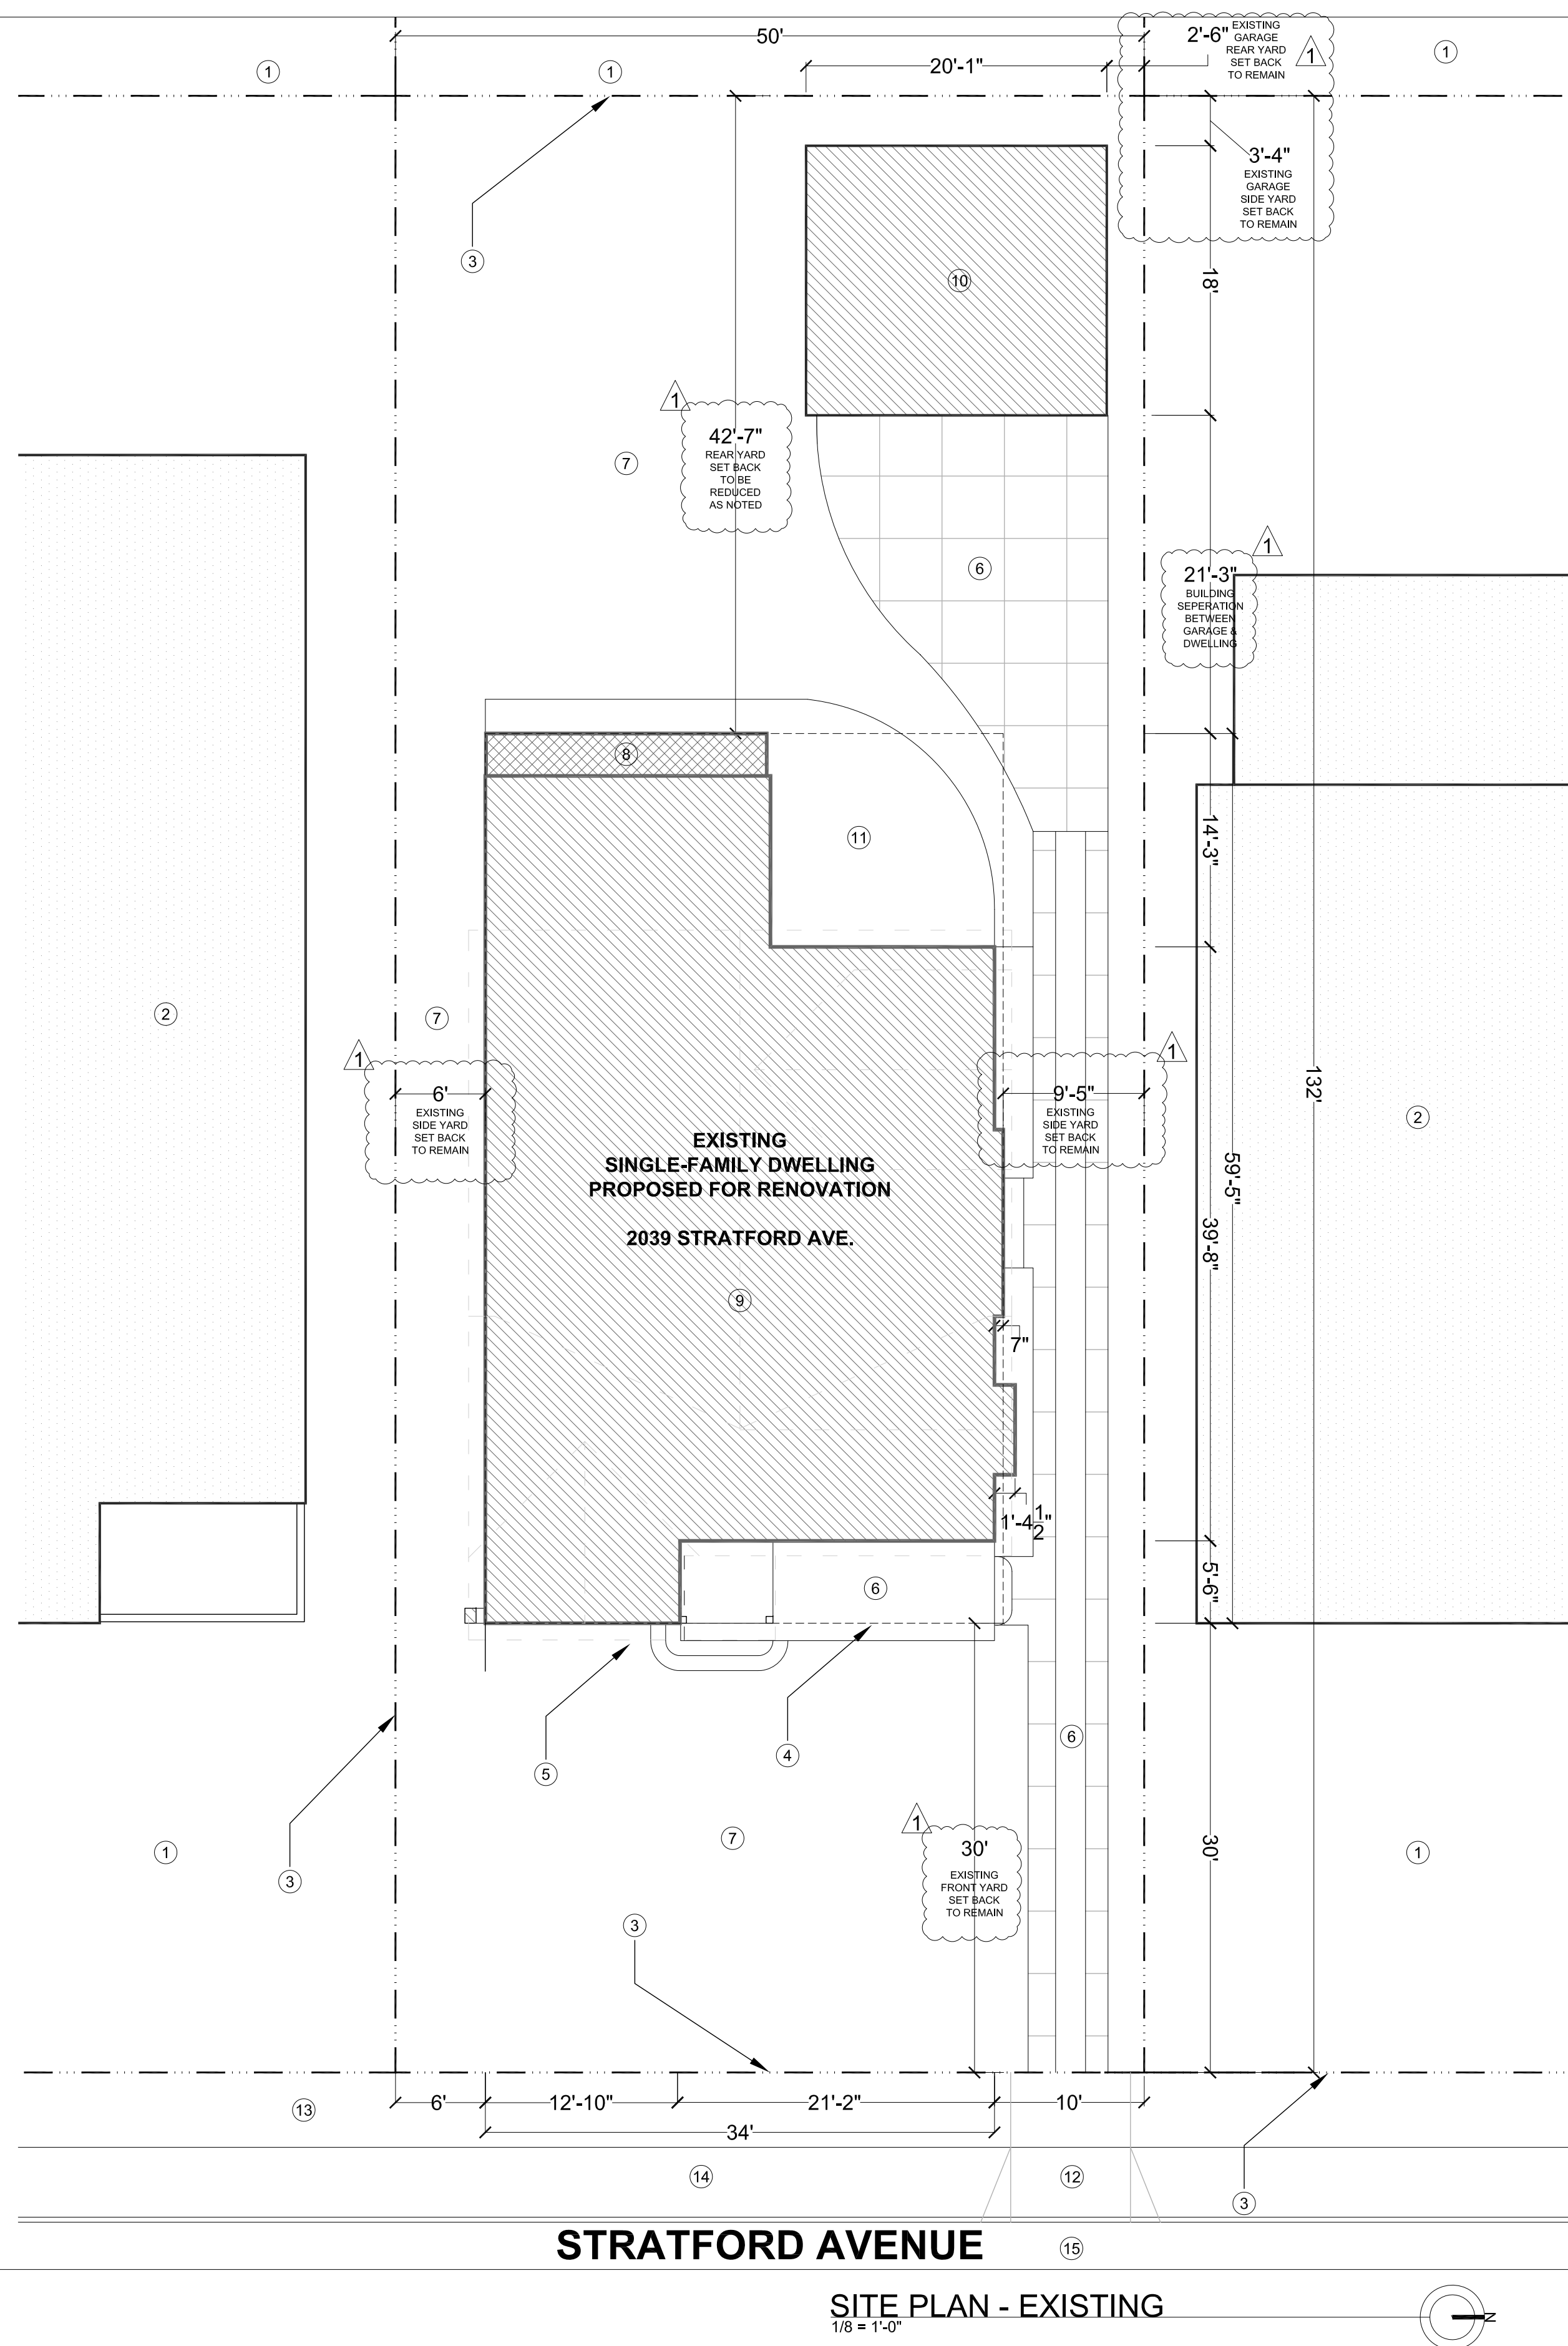 50'
2'-6"
EXISTING
GARAGE
REAR YARD
SET BACK
TO REMAIN
1
1
1
1
20'-1"
3'-4"
EXISTING
GARAGE
SIDE YARD
SET BACK
TO REMAIN
3
10
18'
1
42'-7"
REAR YARD
SET BACK
TO BE
REDUCED
AS NOTED
7
6
1
21'-3"
BUILDING
SEPERATION
BETWEEN
GARAGE &
DWELLING
8
11
14'-3"
2
7
1
6'
EXISTING
SIDE YARD
SET BACK
TO REMAIN
1
9'-5"
EXISTING
SIDE YARD
SET BACK
TO REMAIN
132'
2
EXISTING
SINGLE-FAMILY DWELLING
PROPOSED FOR RENOVATION
2039 STRATFORD AVE.
59'-5"
39'-8"
9
7"
1'-4 1/2"
6
5'-6"
4
5
6
1
3
7
1
30'
EXISTING
FRONT YARD
SET BACK
TO REMAIN
30'
1
3
13
6'
12'-10"
21'-2"
10'
34'
14
12
3
STRATFORD AVENUE
15
SITE PLAN - EXISTING
1/8 = 1'-0"
N